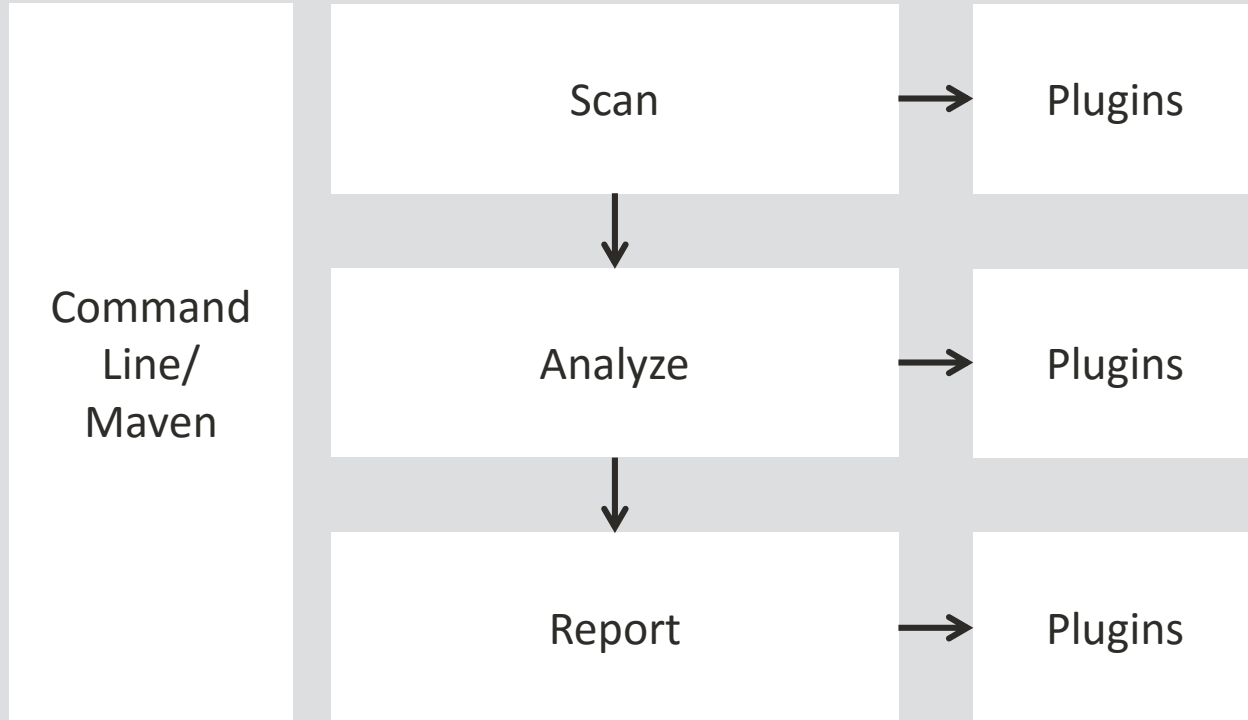 Command
Line/
Maven
Scan
Plugins
Analyze
Plugins
Report
Plugins